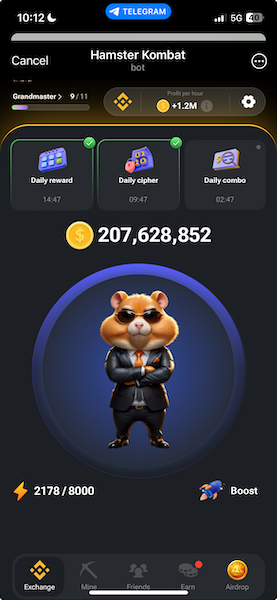 10:12
TELEGRAM
5G
40
Cancel
Hamster Kombat
bot
Grandmaster > 9 / 11
Profit per hour
+1.2M
Daily reward
14:47
Daily cipher
09:47
Daily combo
02:47
207,628,852
2178 / 8000
Boost
Exchange
Mine
Friends
Earn
Airdrop